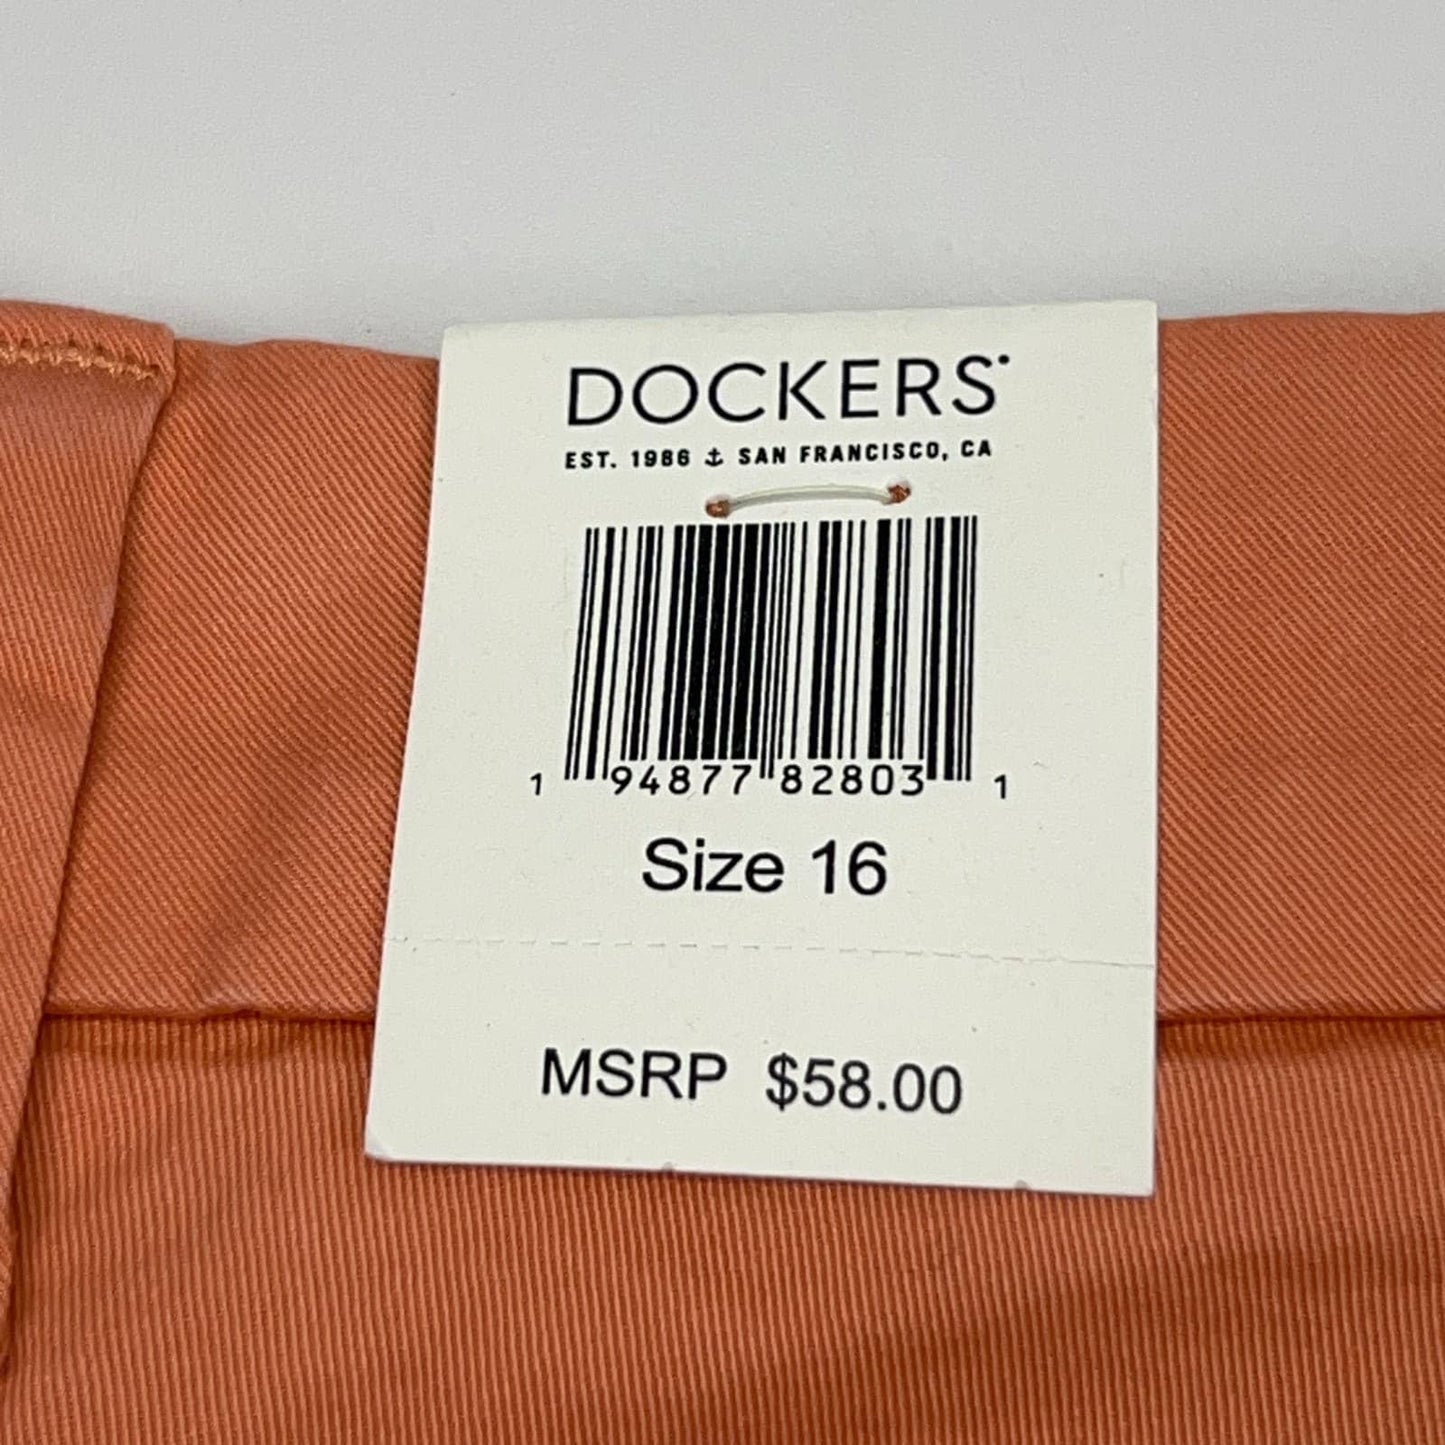 DOCKERS
EST. 1986 ⚓ SAN FRANCISCO, CA
1 94877 82803 1
Size 16
MSRP $58.00